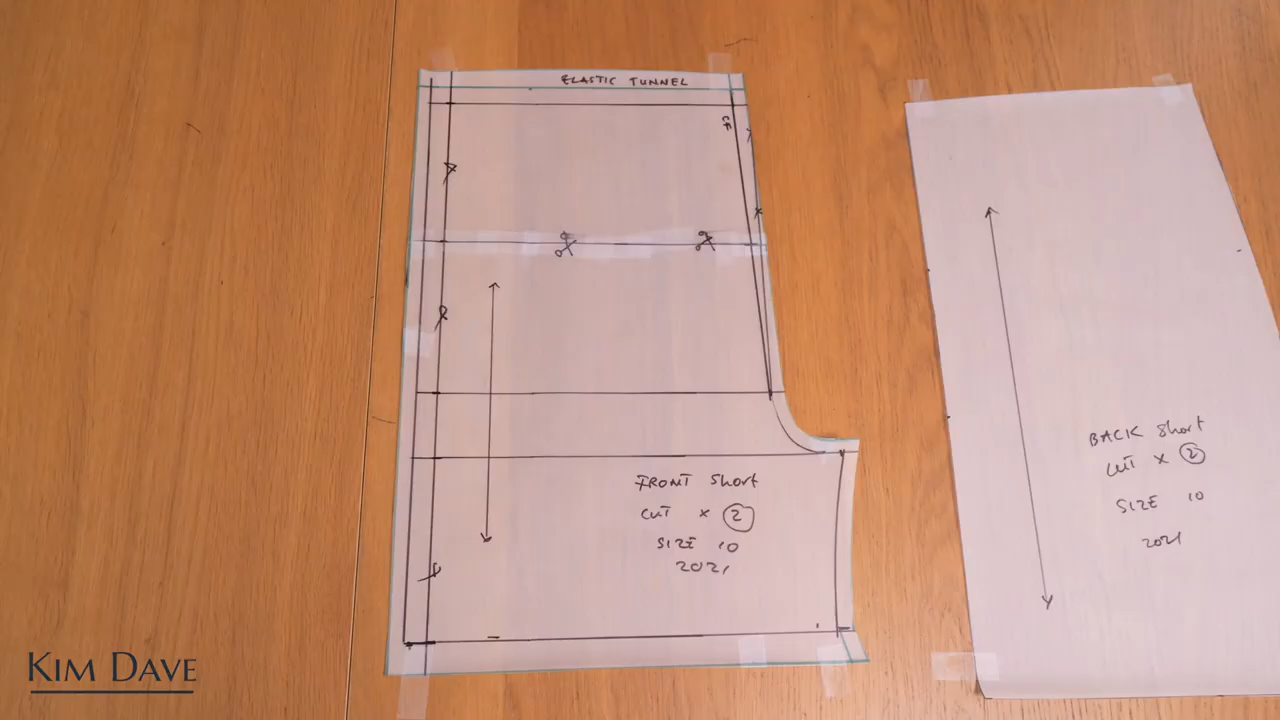 ELASTIC TUNNEL
CF
FRONT Short
CUT x 2
SIZE 10
2021
BACK Short
CUT x 2
SIZE 10
2021
KIM DAVE